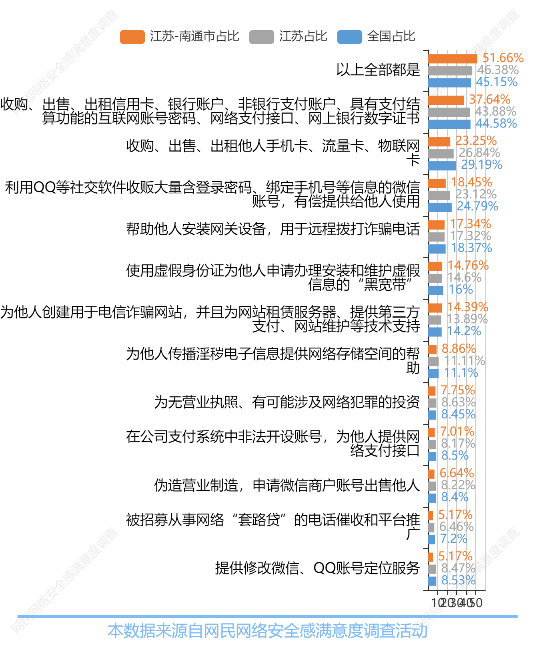 江苏-南通市占比 江苏占比 全国占比
以上全部都是
51.66%
46.38%
45.15%
收购、出售、出租信用卡、银行账户、非银行支付账户、具有支付结
算功能的互联网账号密码、网络支付接口、网上银行数字证书
37.64%
43.88%
44.58%
收购、出售、出租他人手机卡、流量卡、物联网
卡
23.25%
26.84%
29.19%
利用QQ等社交软件收贩大量含登录密码、绑定手机号等信息的微信
账号，有偿提供给他人使用
18.45%
23.12%
24.79%
帮助他人安装网关设备，用于远程拨打诈骗电话
17.34%
17.32%
18.37%
使用虚假身份证为他人申请办理安装和维护虚假
信息的“黑宽带”
14.76%
14.6%
16%
为他人创建用于电信诈骗网站，并且为网站租赁服务器、提供第三方
支付、网站维护等技术支持
14.39%
13.89%
14.2%
为他人传播淫秽电子信息提供网络存储空间的帮
助
8.86%
11.11%
11.1%
为无营业执照、有可能涉及网络犯罪的投资
7.75%
8.63%
8.45%
在公司支付系统中非法开设账号，为他人提供网
络支付接口
7.01%
8.17%
8.5%
伪造营业制造，申请微信商户账号出售他人
6.64%
8.22%
8.4%
被招募从事网络“套路贷”的电话催收和平台推
广
5.17%
6.46%
7.2%
提供修改微信、QQ账号定位服务
5.17%
8.47%
8.53%
10 20 30 40 50
本数据来源自网民网络安全感满意度调查活动